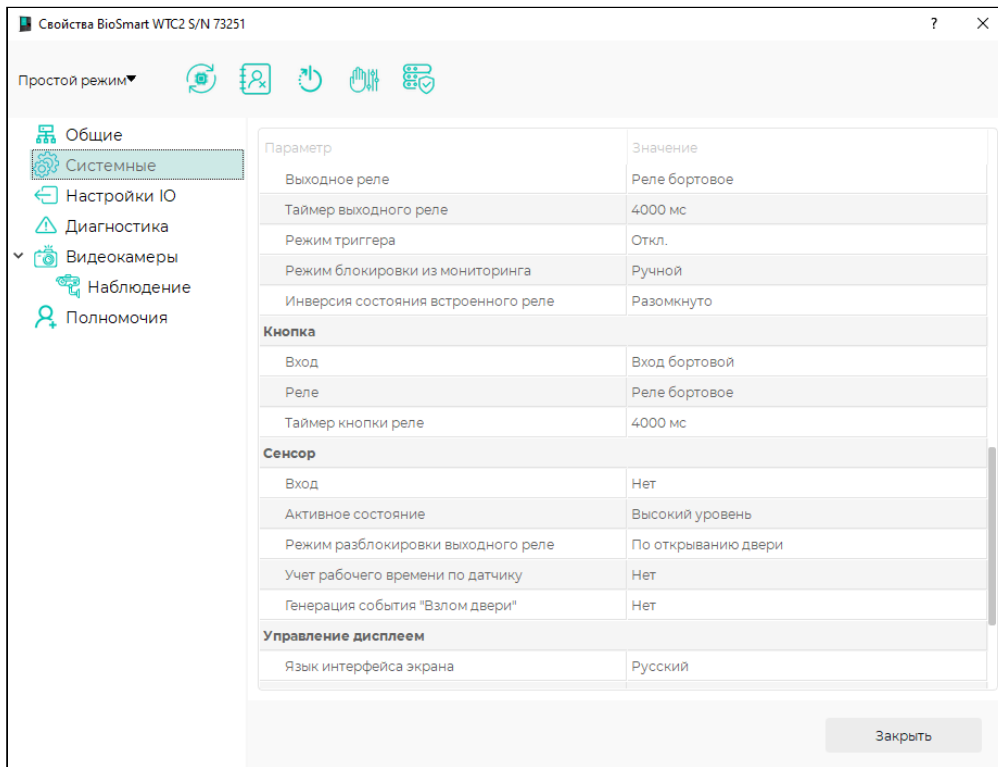 Свойства BioSmart WTC2 S/N 73251
?
Простой режим
Общие
Системные
Настройки IO
Диагностика
Видеокамеры
Наблюдение
Полномочия
Параметр Значение
Выходное реле Реле бортовое
Таймер выходного реле 4000 мс
Режим триггера Откл.
Режим блокировки из мониторинга Ручной
Инверсия состояния встроенного реле Разомкнуто
Кнопка
Вход Вход бортовой
Реле Реле бортовое
Таймер кнопки реле 4000 мс
Сенсор
Вход Нет
Активное состояние Высокий уровень
Режим разблокировки выходного реле По открыванию двери
Учет рабочего времени по датчику Нет
Генерация события "Взлом двери" Нет
Управление дисплеем
Язык интерфейса экрана Русский
Закрыть